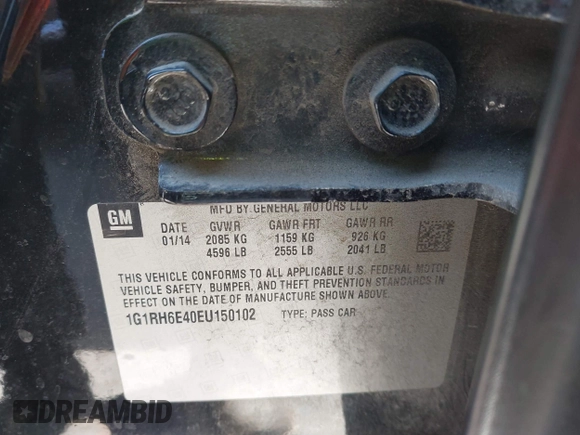 MFD BY GENERAL MOTORS LLC
GM
DATE GVWR GAWR FRT GAWR RR
01/14 2085 KG 1159 KG 926 KG
4596 LB 2555 LB 2041 LB
THIS VEHICLE CONFORMS TO ALL APPLICABLE U.S. FEDERAL MOTOR
VEHICLE SAFETY, BUMPER, AND THEFT PREVENTION STANDARDS IN
EFFECT ON THE DATE OF MANUFACTURE SHOWN ABOVE.
1G1RH6E40EU150102 TYPE: PASS CAR
DREAMBID